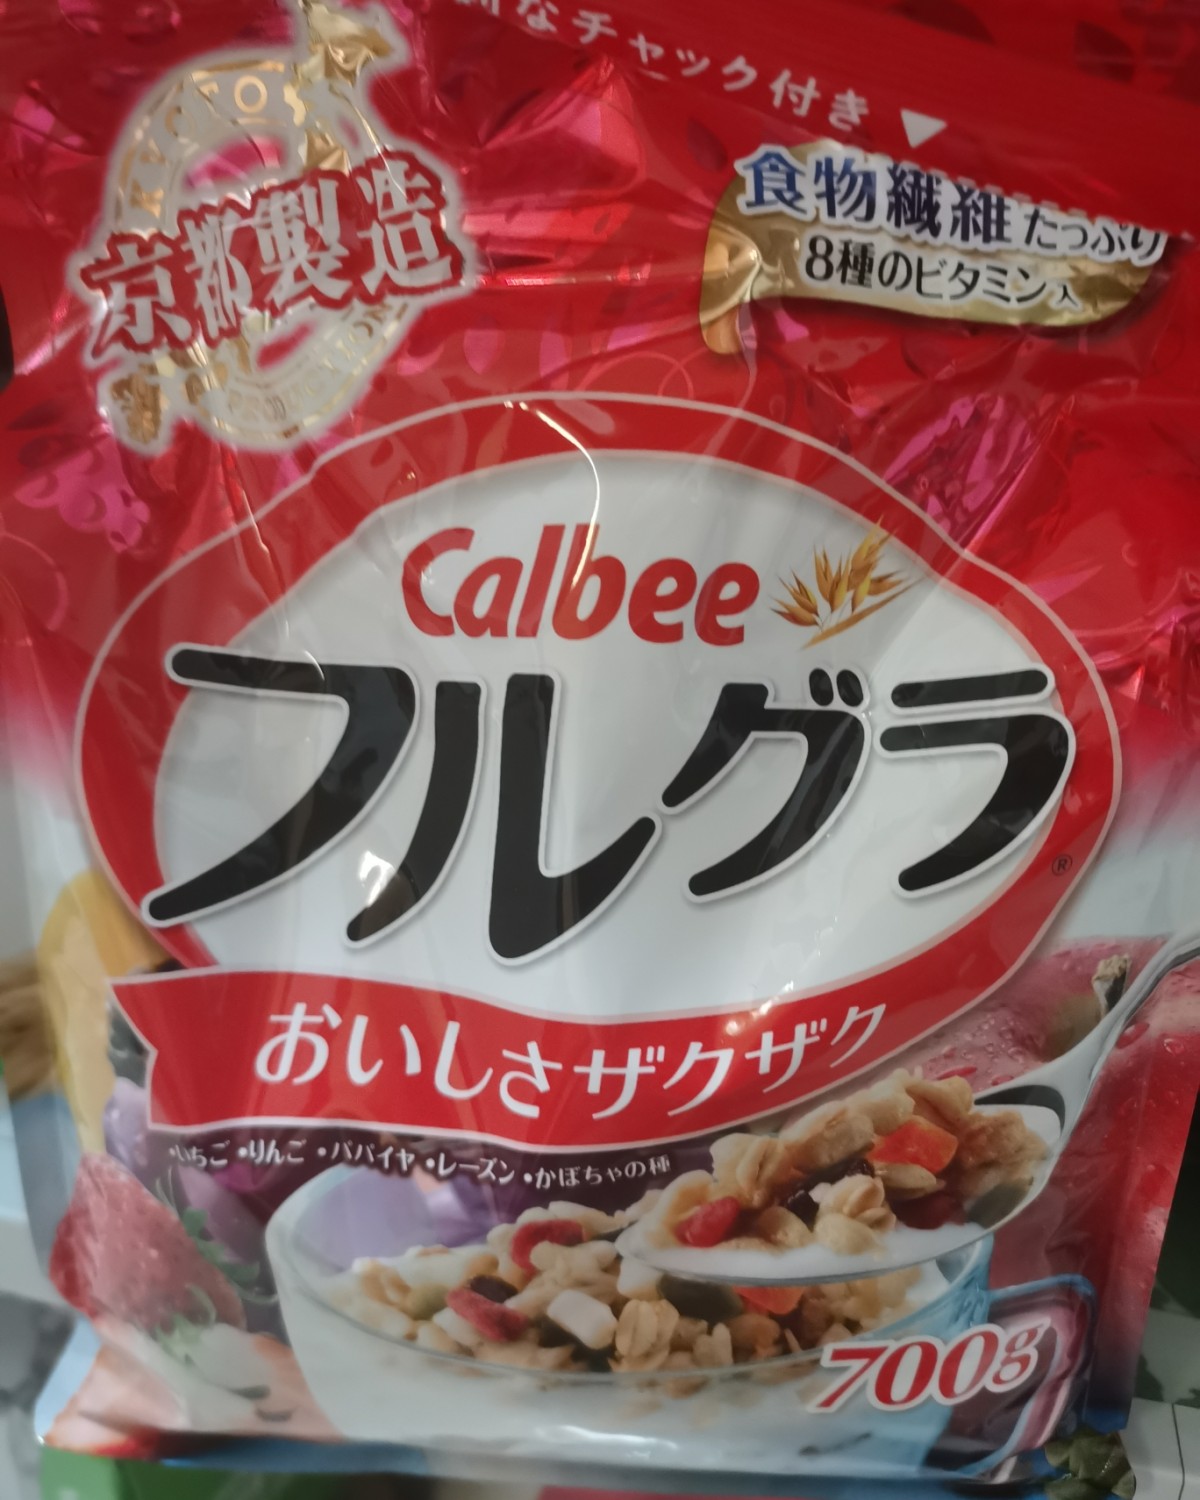 なチャック付き▼
KYOTO
京都製造
PRODUCTION
食物繊維たっぷり
8種のビタミン入
Calbee
フルグラ®
おいしさザクザク
・いちご・りんご・パパイヤ・レーズン・かぼちゃの種
700g